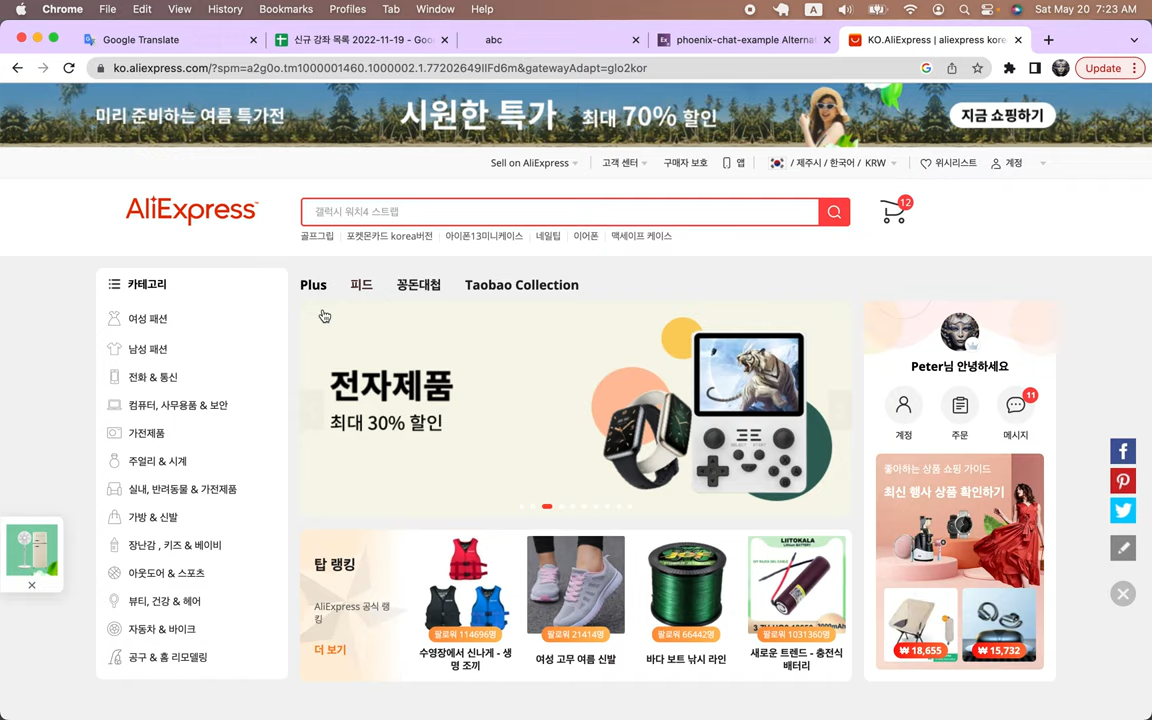 Chrome File Edit View History Bookmarks Profiles Tab Window Help A Sat May 20 7:23 AM
Google Translate 신규 강좌 목록 2022-11-19 - Goo abc Ex phoenix-chat-example Alterna KO.AliExpress | aliexpress kore
ko.aliexpress.com/?spm=a2g0o.tm1000001460.1000002.1.77202649IIFd6m&gatewayAdapt=glo2kor Update
미리 준비하는 여름 특가전 시원한 특가 최대 70% 할인 지금 쇼핑하기
Sell on AliExpress 고객 센터 구매자 보호 앱 / 제주시 / 한국어 / KRW 위시리스트 계정
AliExpress
갤럭시 워치4 스트랩
12
골프그립 포켓몬카드 korea버전 아이폰13미니케이스 네일팁 이어폰 맥세이프 케이스
카테고리
여성 패션
남성 패션
전화 & 통신
컴퓨터, 사무용품 & 보안
가전제품
주얼리 & 시계
실내, 반려동물 & 가전제품
가방 & 신발
장난감 , 키즈 & 베이비
아웃도어 & 스포츠
뷰티, 건강 & 헤어
자동차 & 바이크
공구 & 홈 리모델링
Plus 피드 꽁돈대첩 Taobao Collection
전자제품
최대 30% 할인
SELECT START
탑 랭킹
AliExpress 공식 랭
킹
더 보기
팔로워 114696명
수영장에서 신나게 - 생
명 조끼
팔로워 21414명
여성 고무 여름 신발
팔로워 66442명
바다 보트 낚시 라인
LIITOKALA
팔로워 1031360명
새로운 트렌드 - 충전식
배터리
Peter님 안녕하세요
11
계정 주문 메시지
좋아하는 상품 쇼핑 가이드
최신 행사 상품 확인하기
₩ 18,655 ₩ 15,732